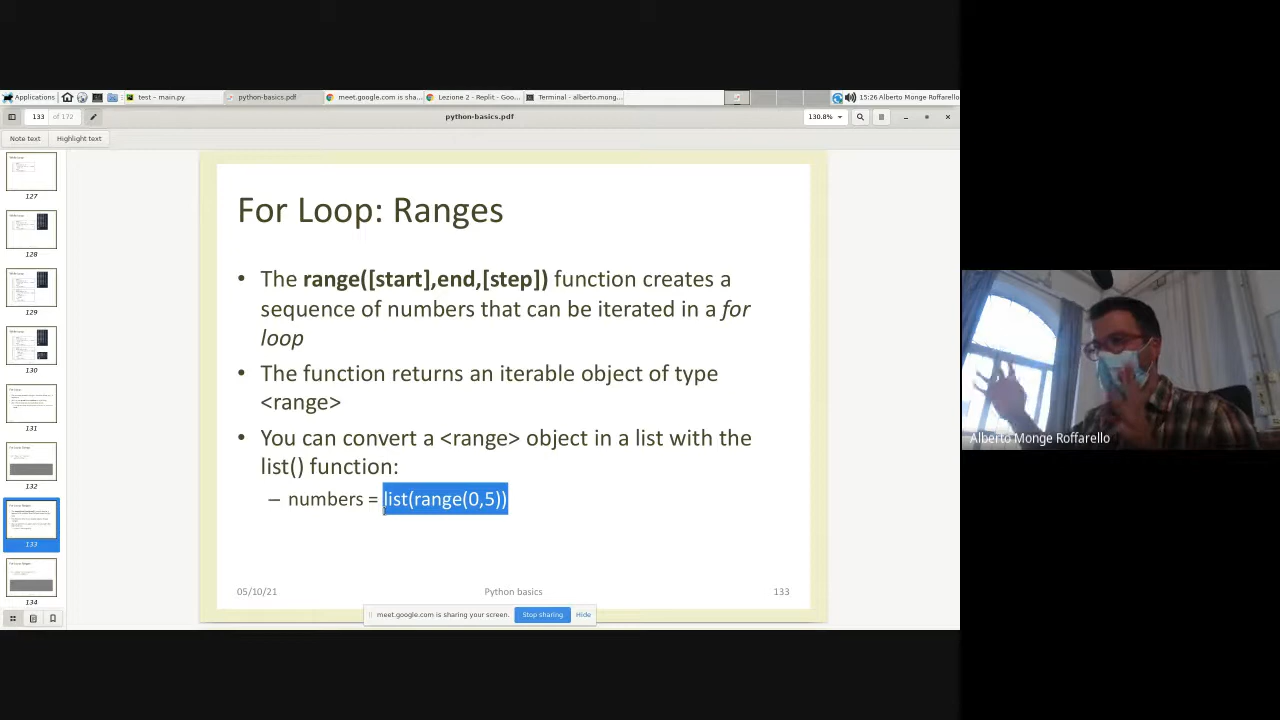 Applications
test - main.py
python-basics.pdf
meet.google.com is sha...
Lezione 2 - Replit - Goo...
Terminal - alberto.mong...
15:26 Alberto Monge Roffarello
133 of 172
python-basics.pdf
130.8%
Note text
Highlight text
127
128
129
130
131
132
133
134
For Loop: Ranges
• The range([start],end,[step]) function creates a
sequence of numbers that can be iterated in a for
loop
• The function returns an iterable object of type
<range>
• You can convert a <range> object in a list with the
list() function:
– numbers = list(range(0,5))
05/10/21
Python basics
133
meet.google.com is sharing your screen.
Stop sharing
Hide
Alberto Monge Roffarello